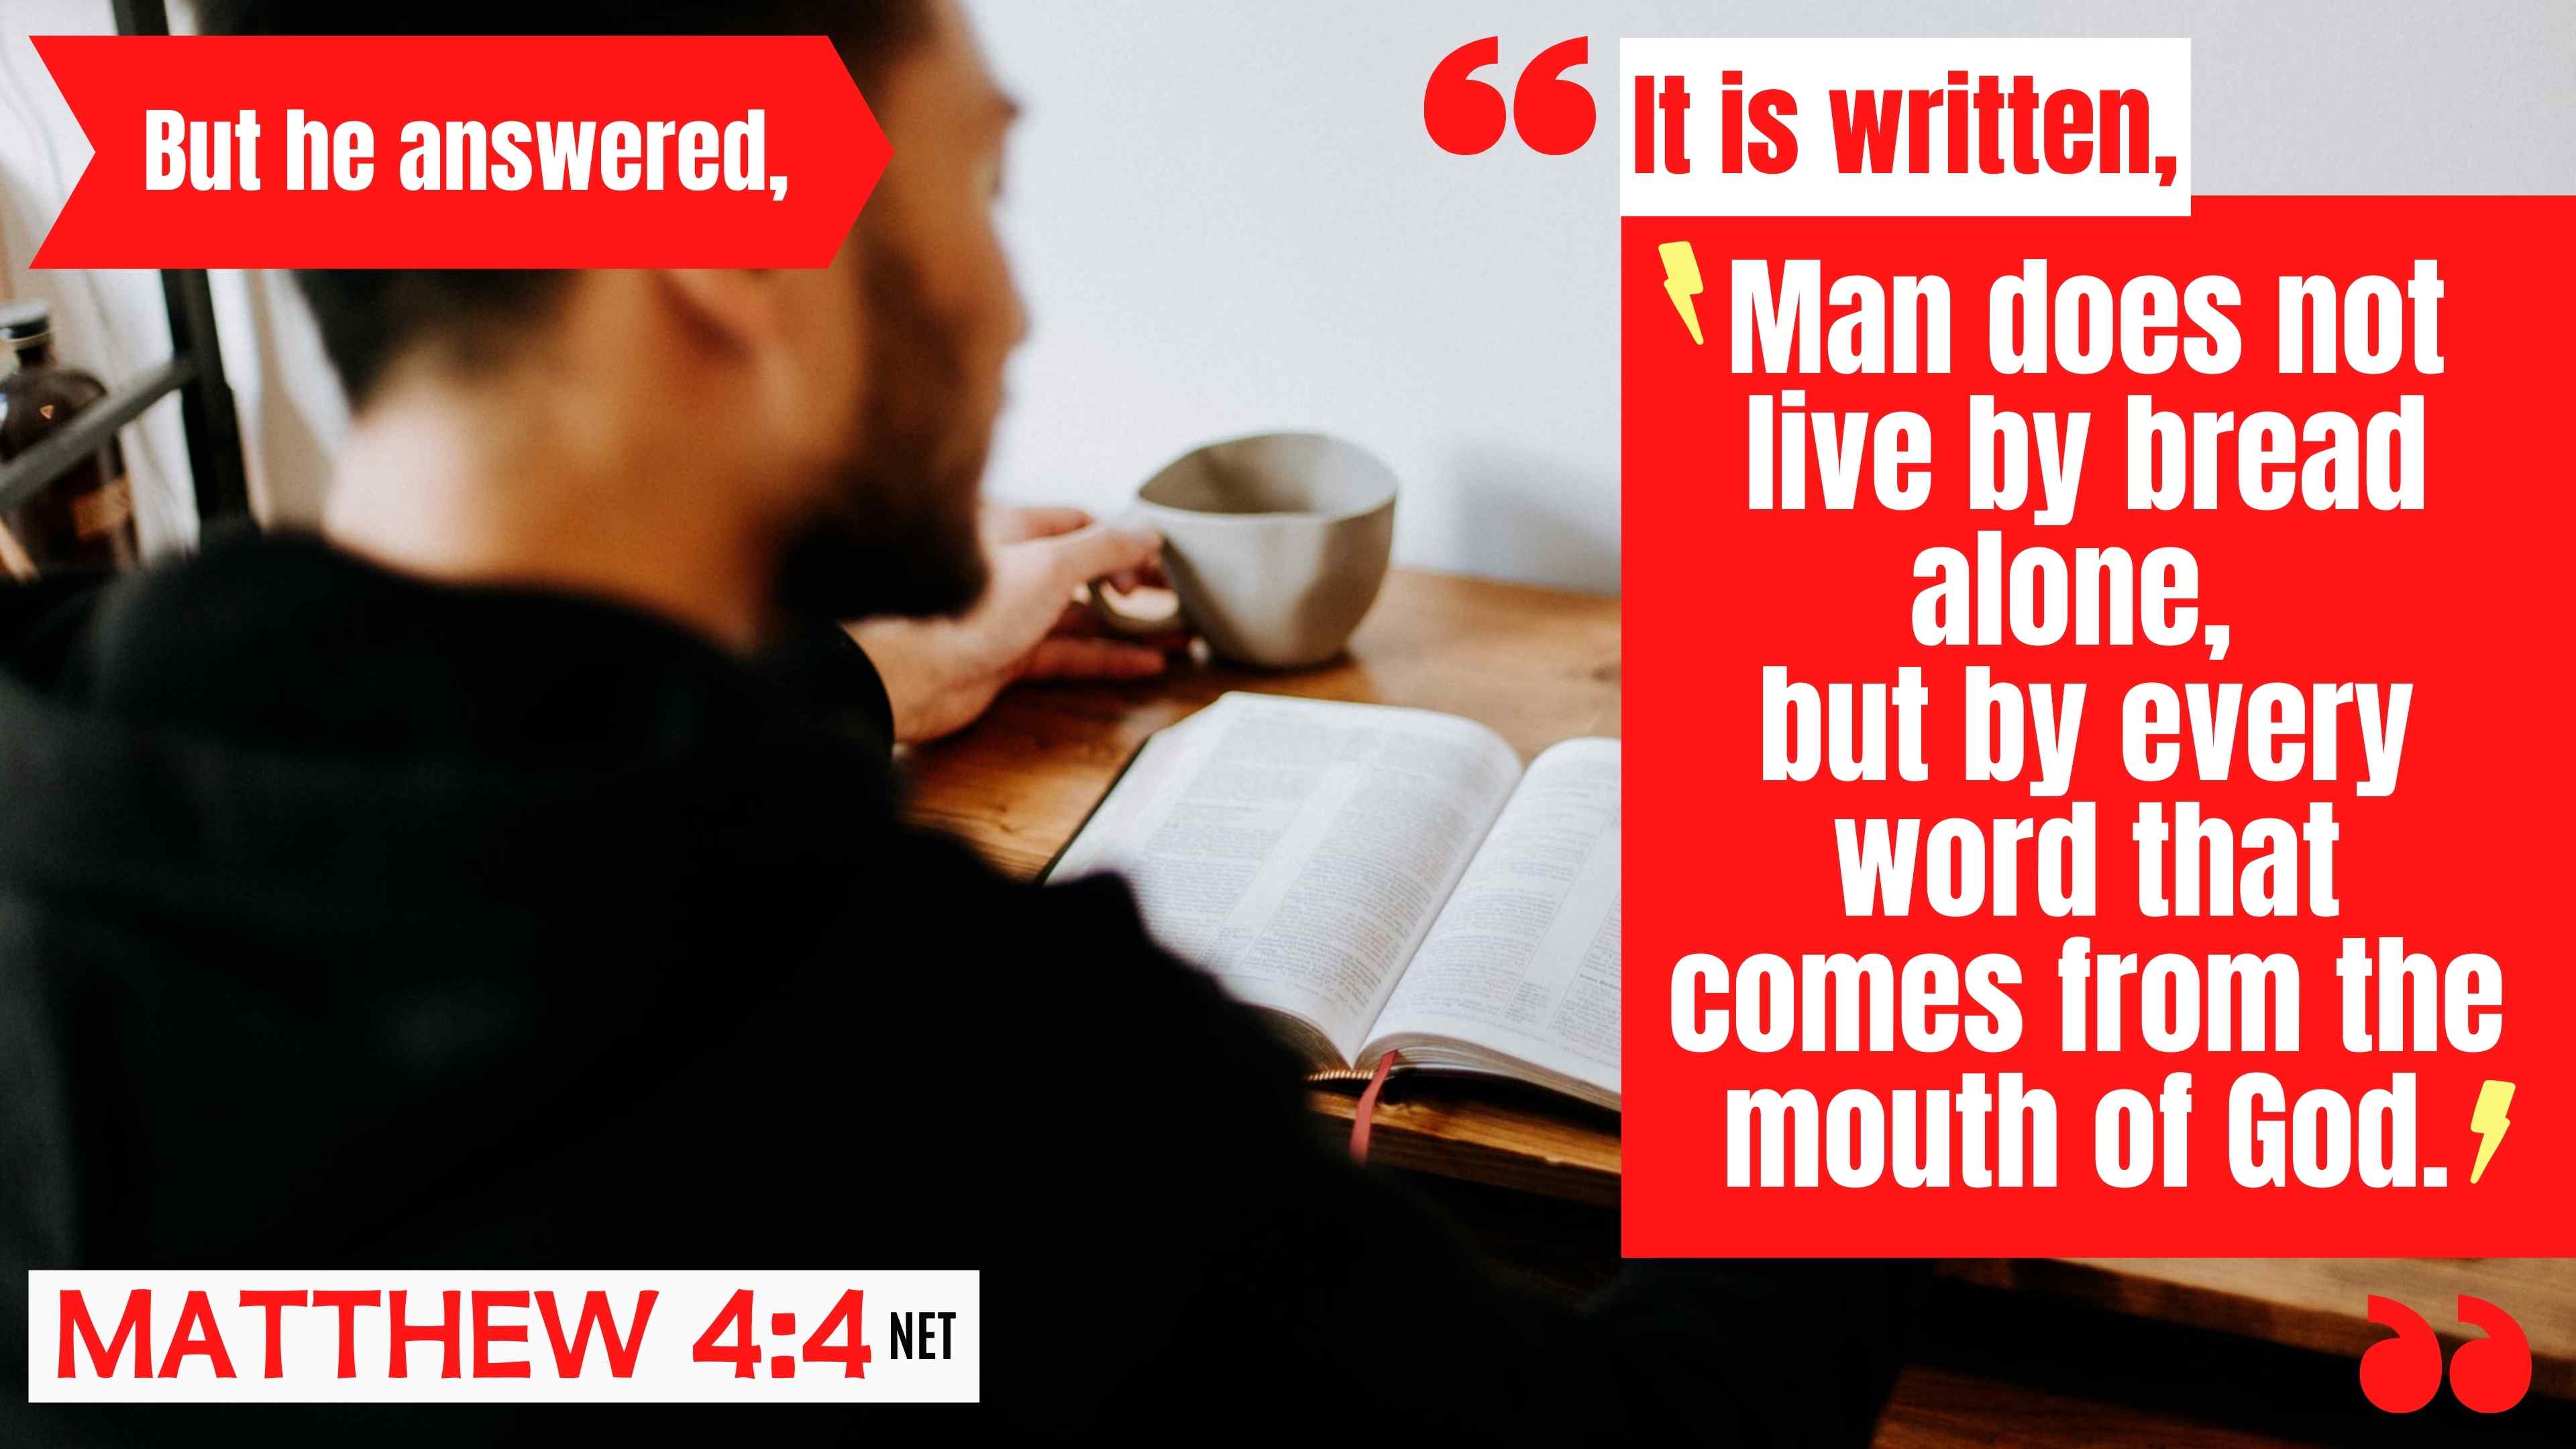 But he answered,
“It is written,
Man does not
live by bread
alone,
but by every
word that
comes from the
mouth of God.
”
MATTHEW 4:4 NET